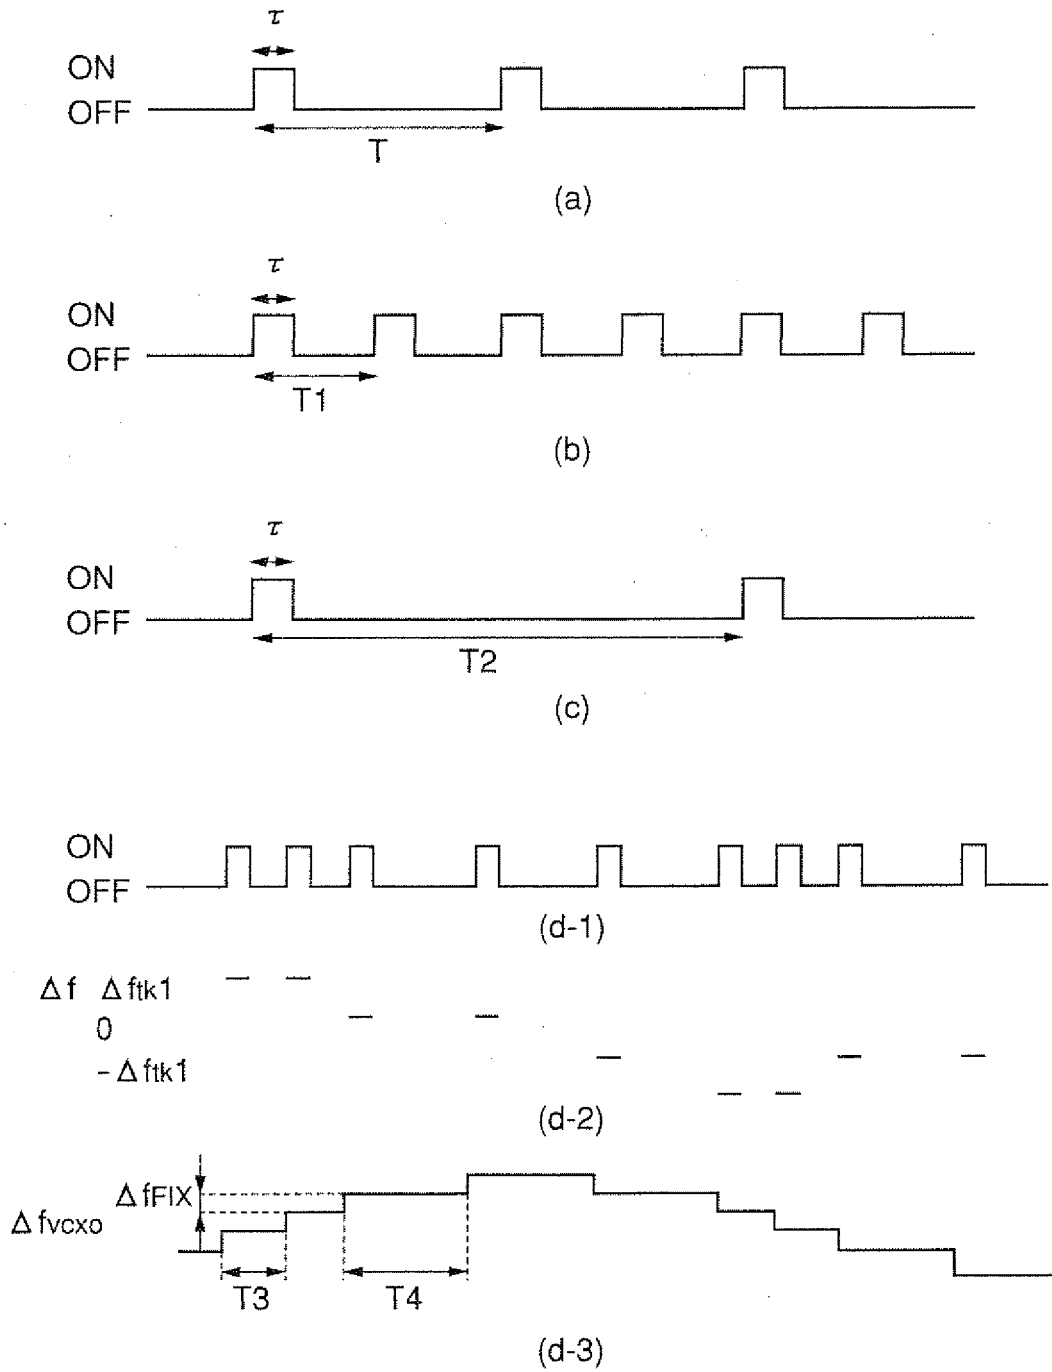 τ
ON
OFF
T
(a)
τ
ON
OFF
T1
(b)
τ
ON
OFF
T2
(c)
ON
OFF
(d-1)
Δf Δftk1
0
-Δftk1
(d-2)
ΔfFIX
Δfvcxo
T3 T4
(d-3)